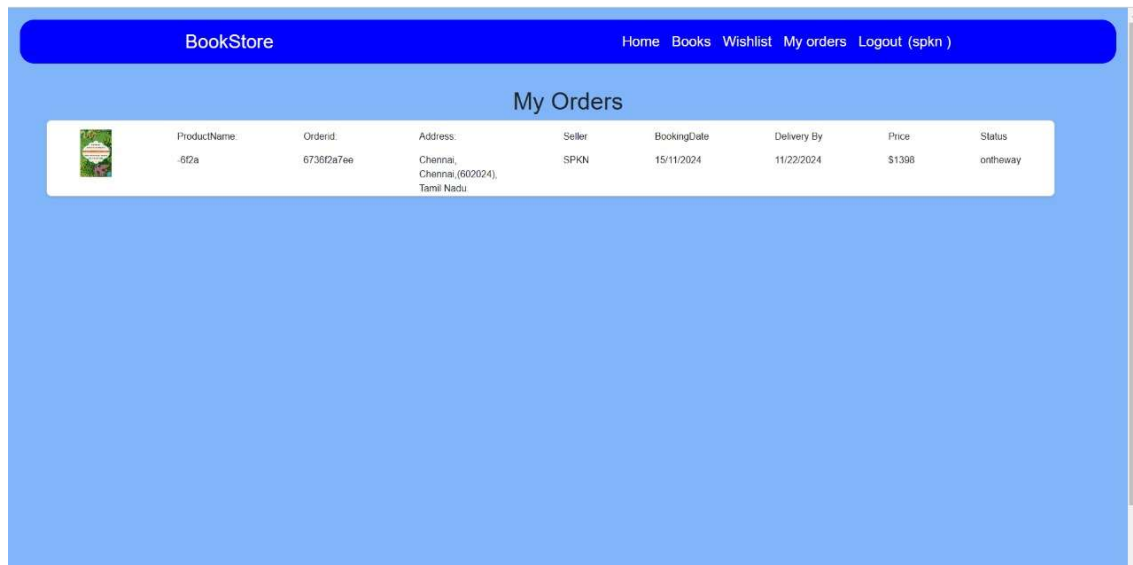 BookStore
Home Books Wishlist My orders Logout (spkn )
My Orders
ProductName: Orderid: Address: Seller BookingDate Delivery By Price Status
-6f2a 6736f2a7ee Chennai, SPKN 15/11/2024 11/22/2024 $1398 ontheway
Chennai,(602024),
Tamil Nadu